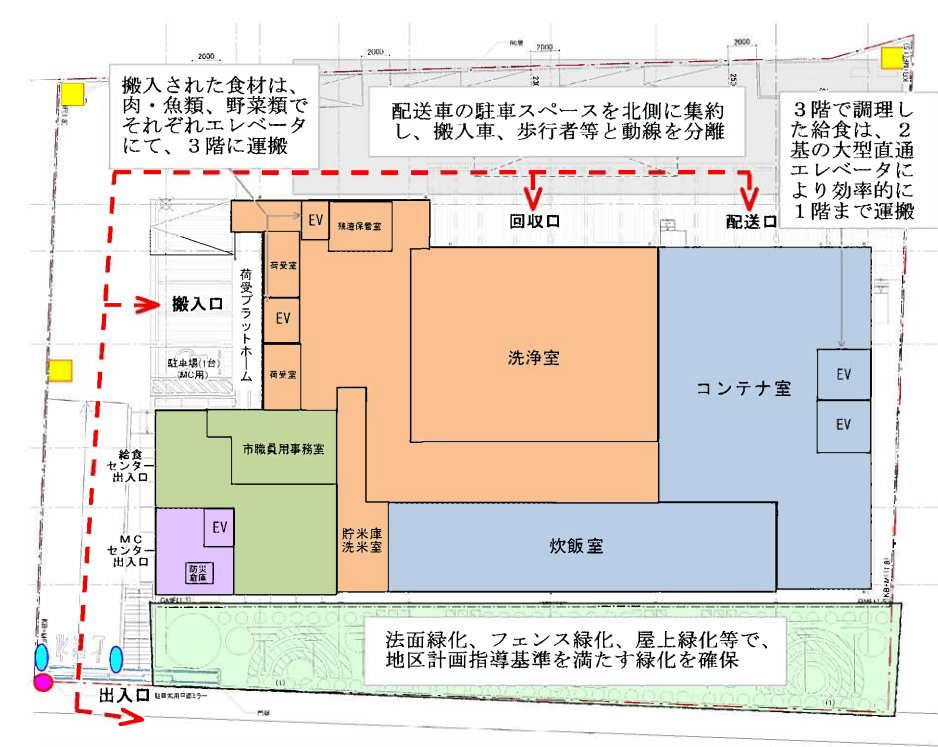 2000
2000
2000
2000
搬入された食材は、
肉・魚類、野菜類で
それぞれエレベータ
にて、3階に運搬
配送車の駐車スペースを北側に集約
し、搬入車、歩行者等と動線を分離
3階で調理し
た給食は、2
基の大型直通
エレベータに
より効率的に
1階まで運搬
回収口
配送口
EV
残渣保管室
荷受室
搬入口
荷受プラットホーム
EV
駐車場(1台)
(MC用)
荷受室
洗浄室
コンテナ室
EV
EV
市職員用事務室
給食
センター
出入口
MC
センター
出入口
EV
防災
倉庫
貯米庫
洗米室
炊飯室
法面緑化、フェンス緑化、屋上緑化等で、
地区計画指導基準を満たす緑化を確保
出入口
(1)
(1)